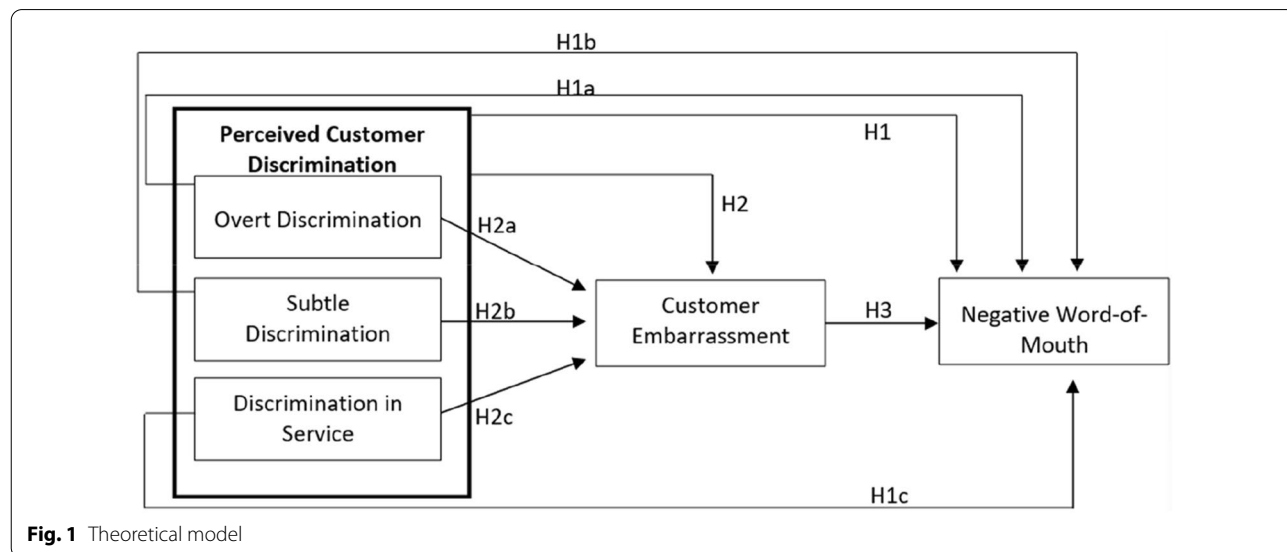 H1b
H1a
H1
Perceived Customer
Discrimination
Overt Discrimination
H2
H2a
Subtle
Discrimination
H2b
Customer
Embarrassment
H3
Negative Word-of-
Mouth
Discrimination in
Service
H2c
H1c
Fig. 1 Theoretical model